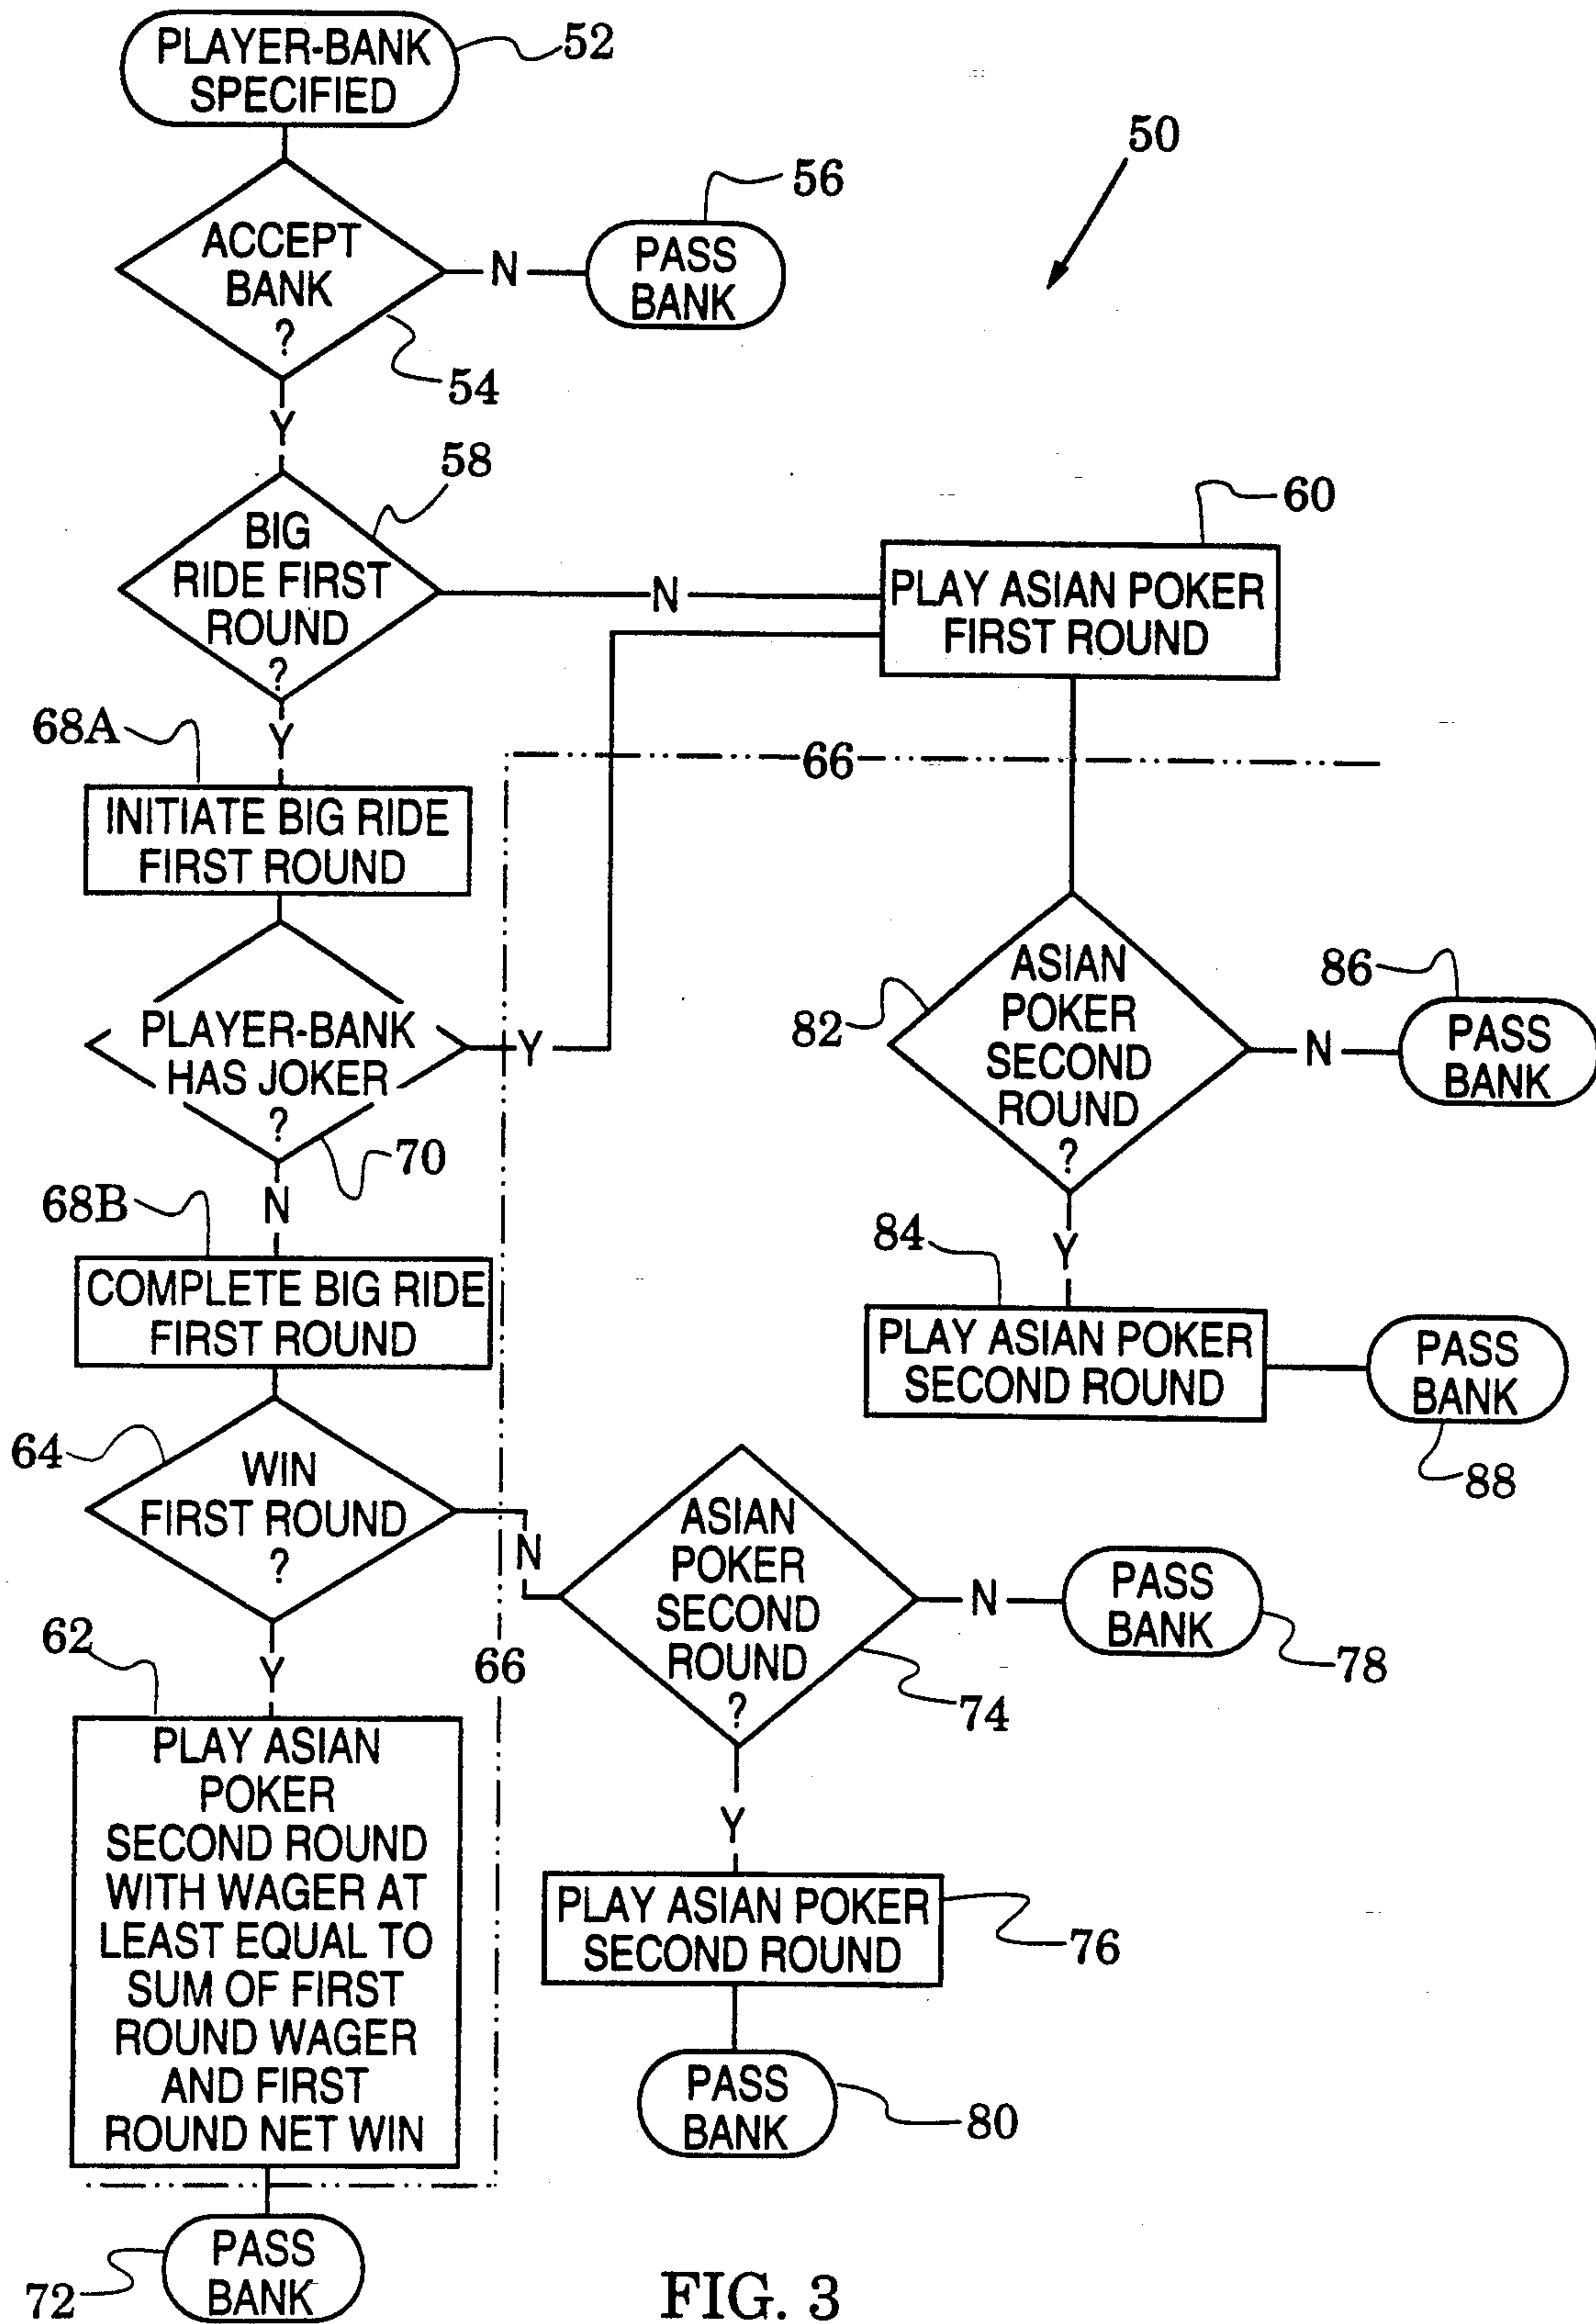 PLAYER-BANK
SPECIFIED
52
50
ACCEPT
BANK
?
54
N
PASS
BANK
56
Y
BIG
RIDE FIRST
ROUND
?
58
N
PLAY ASIAN POKER
FIRST ROUND
60
Y
68A
INITIATE BIG RIDE
FIRST ROUND
66
PLAYER-BANK
HAS JOKER
?
70
Y
N
ASIAN
POKER
SECOND
ROUND
?
82
N
86
PASS
BANK
Y
84
PLAY ASIAN POKER
SECOND ROUND
PASS
BANK
88
68B
COMPLETE BIG RIDE
FIRST ROUND
64
WIN
FIRST ROUND
?
N
ASIAN
POKER
SECOND
ROUND
?
74
N
PASS
BANK
78
Y
66
62
PLAY ASIAN
POKER
SECOND ROUND
WITH WAGER AT
LEAST EQUAL TO
SUM OF FIRST
ROUND WAGER
AND FIRST
ROUND NET WIN
Y
PLAY ASIAN POKER
SECOND ROUND
76
PASS
BANK
80
72
PASS
BANK
FIG. 3